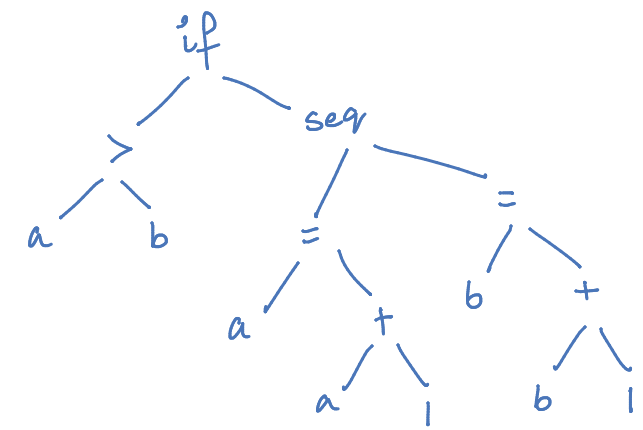 if
seq
>
=
a b
=
b +
a +
a 1
b 1